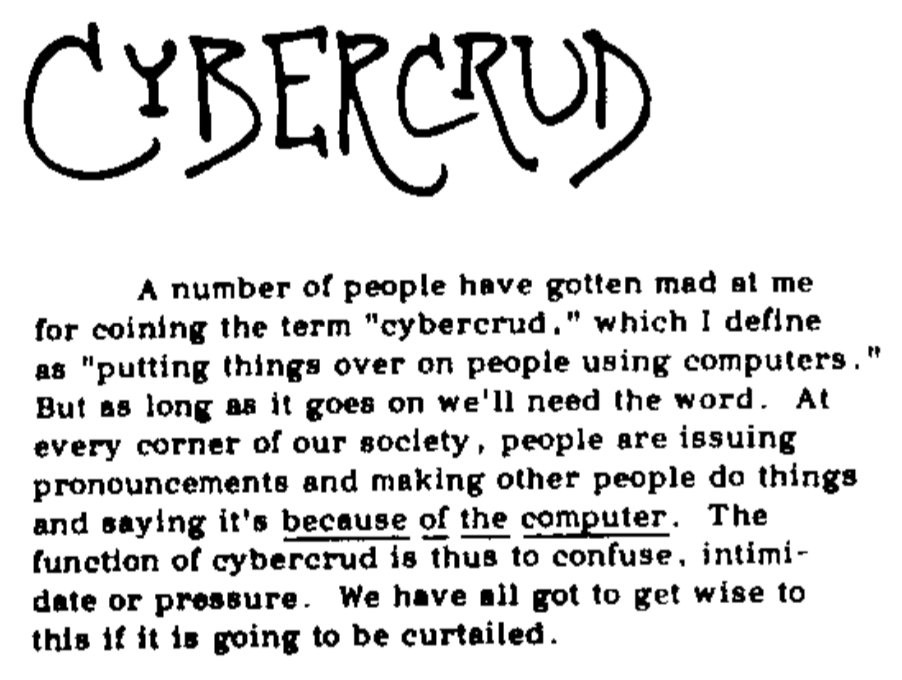 CYBERCRUD
A number of people have gotten mad at me
for coining the term "cybercrud," which I define
as "putting things over on people using computers."
But as long as it goes on we'll need the word. At
every corner of our society, people are issuing
pronouncements and making other people do things
and saying it's because of the computer. The
function of cybercrud is thus to confuse, intimi-
date or pressure. We have all got to get wise to
this if it is going to be curtailed.